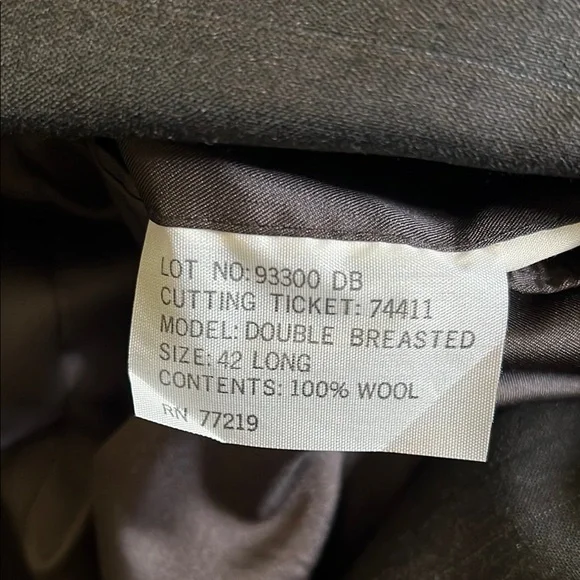 LOT NO: 93300 DB
CUTTING TICKET: 74411
MODEL: DOUBLE BREASTED
SIZE: 42 LONG
CONTENTS: 100% WOOL
RN 77219